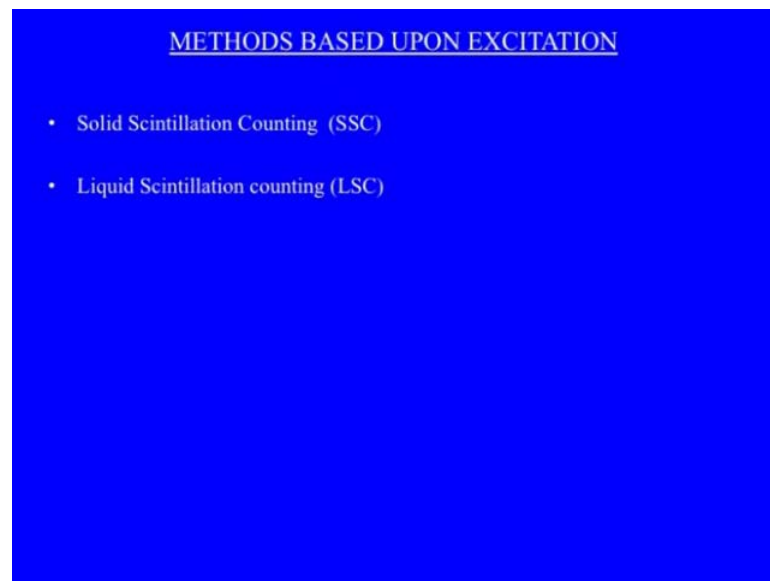 METHODS BASED UPON EXCITATION
• Solid Scintillation Counting (SSC)
• Liquid Scintillation counting (LSC)